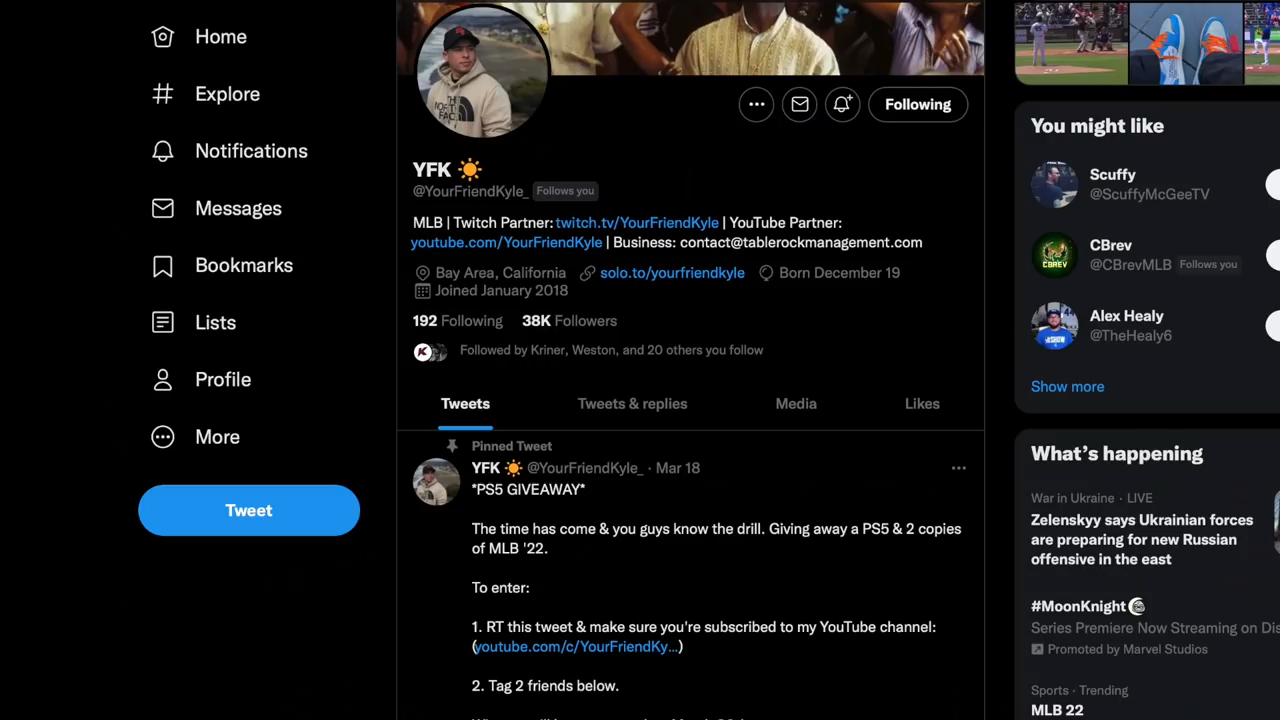 Home
Explore
Notifications
Messages
Bookmarks
Lists
Profile
More
Tweet
THE NORTH FACE
Following
YFK
@YourFriendKyle_ Follows you
MLB | Twitch Partner: twitch.tv/YourFriendKyle | YouTube Partner:
youtube.com/YourFriendKyle | Business: contact@tablerockmanagement.com
Bay Area, California solo.to/yourfriendkyle Born December 19
Joined January 2018
192 Following 38K Followers
Followed by Kriner, Weston, and 20 others you follow
Tweets Tweets & replies Media Likes
Pinned Tweet
YFK @YourFriendKyle_ · Mar 18
*PS5 GIVEAWAY*
The time has come & you guys know the drill. Giving away a PS5 & 2 copies
of MLB '22.
To enter:
1. RT this tweet & make sure you're subscribed to my YouTube channel:
(youtube.com/c/YourFriendKy...)
2. Tag 2 friends below.
You might like
Scuffy
@ScuffyMcGeeTV
CBREV
CBrev
@CBrevMLB Follows you
Alex Healy
@TheHealy6
Show more
What's happening
War in Ukraine · LIVE
Zelenskyy says Ukrainian forces
are preparing for new Russian
offensive in the east
#MoonKnight
Series Premiere Now Streaming on Dis
Promoted by Marvel Studios
Sports · Trending
MLB 22